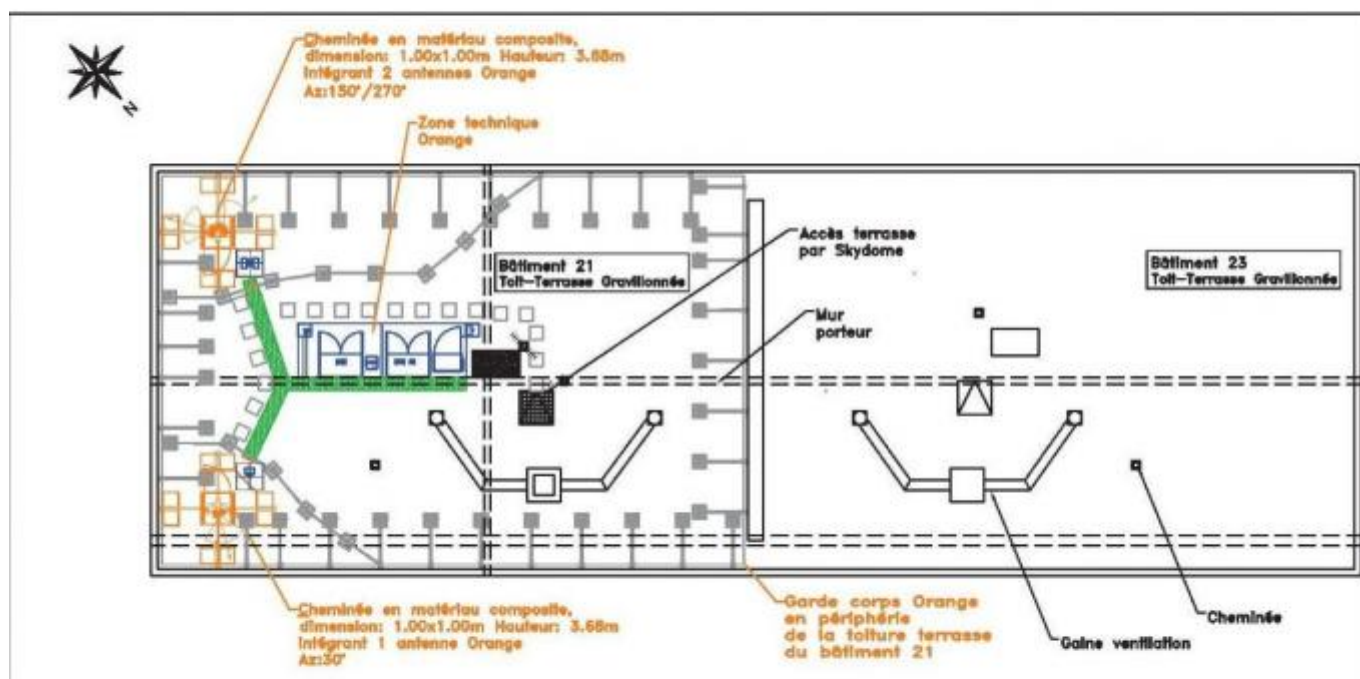 Cheminée en matériau composite,
dimension: 1.00x1.00m Hauteur: 3.68m
Intégrant 2 antennes Orange
Az:150°/270°
N
Zone technique
Orange
Accès terrasse
par Skydome
Bâtiment 21
Toit-Terrasse Gravillonnée
Bâtiment 23
Toit-Terrasse Gravillonnée
Mur
porteur
Cheminée en matériau composite,
dimension: 1.00x1.00m Hauteur: 3.68m
Intégrant 1 antenne Orange
Az:30°
Garde corps Orange
en périphérie
de la toiture terrasse
du bâtiment 21
Gaine ventilation
Cheminée